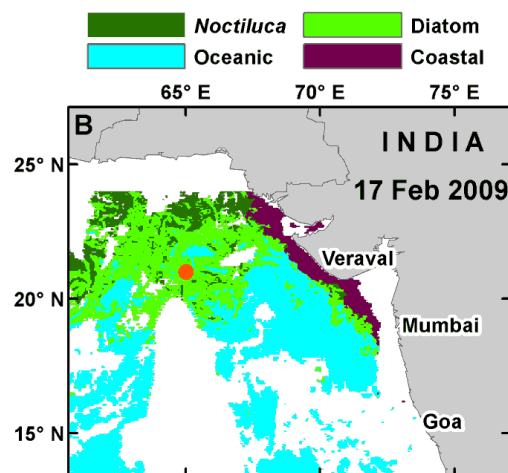 Noctiluca Diatom
Oceanic Coastal
65° E 70° E 75° E
B
INDIA
25° N
17 Feb 2009
Veraval
20° N
Mumbai
Goa
15° N